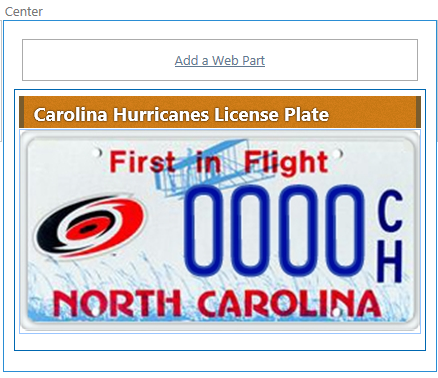 Center
Add a Web Part
Carolina Hurricanes License Plate
First in Flight
0000 CH
NORTH CAROLINA